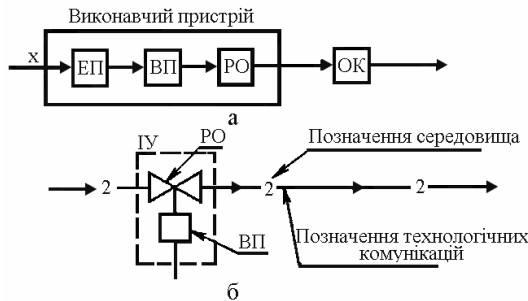 Виконавчий пристрій
x
ЕП
ВП
РО
ОК
а
ІУ
РО
Позначення середовища
2
2
2
ВП
Позначення технологічних
комунікацій
б